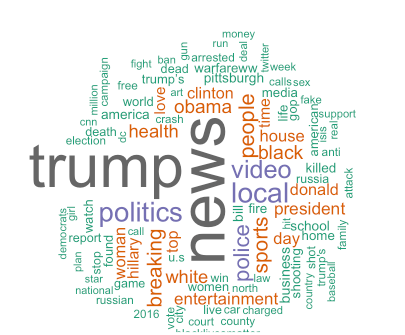 money
fight ban gun run deal twitter
campaign dead arrested warfareww week
free trump's pittsburgh calls sex
million art clinton media
love obama people time life gop fake
world
america crash
cnn support
death health house american isis real
election dc black a anti
trump news video killed
russia attack
local donald
politics president
democrats girl watch bill fire hit school
police sports family
report woman call top u.s day home
plan stop found hillary breaking business shooting shot
star white win law country trump's baseball
national game women north
russian entertainment
2016 vote city live car charged
court county
blacklivesmatter